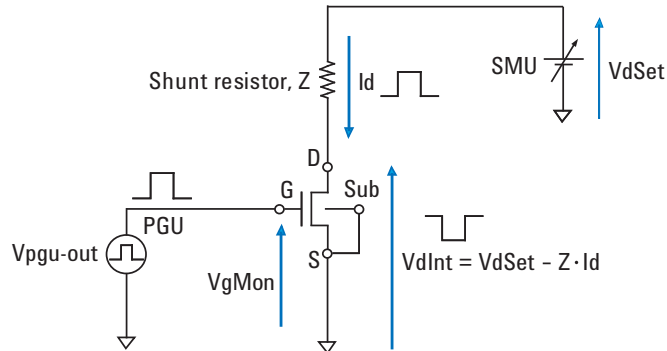 SMU
VdSet
Shunt resistor, Z
Id
D
G
Sub
PGU
Vpgu-out
S
VgMon
VdInt = VdSet - Z·Id